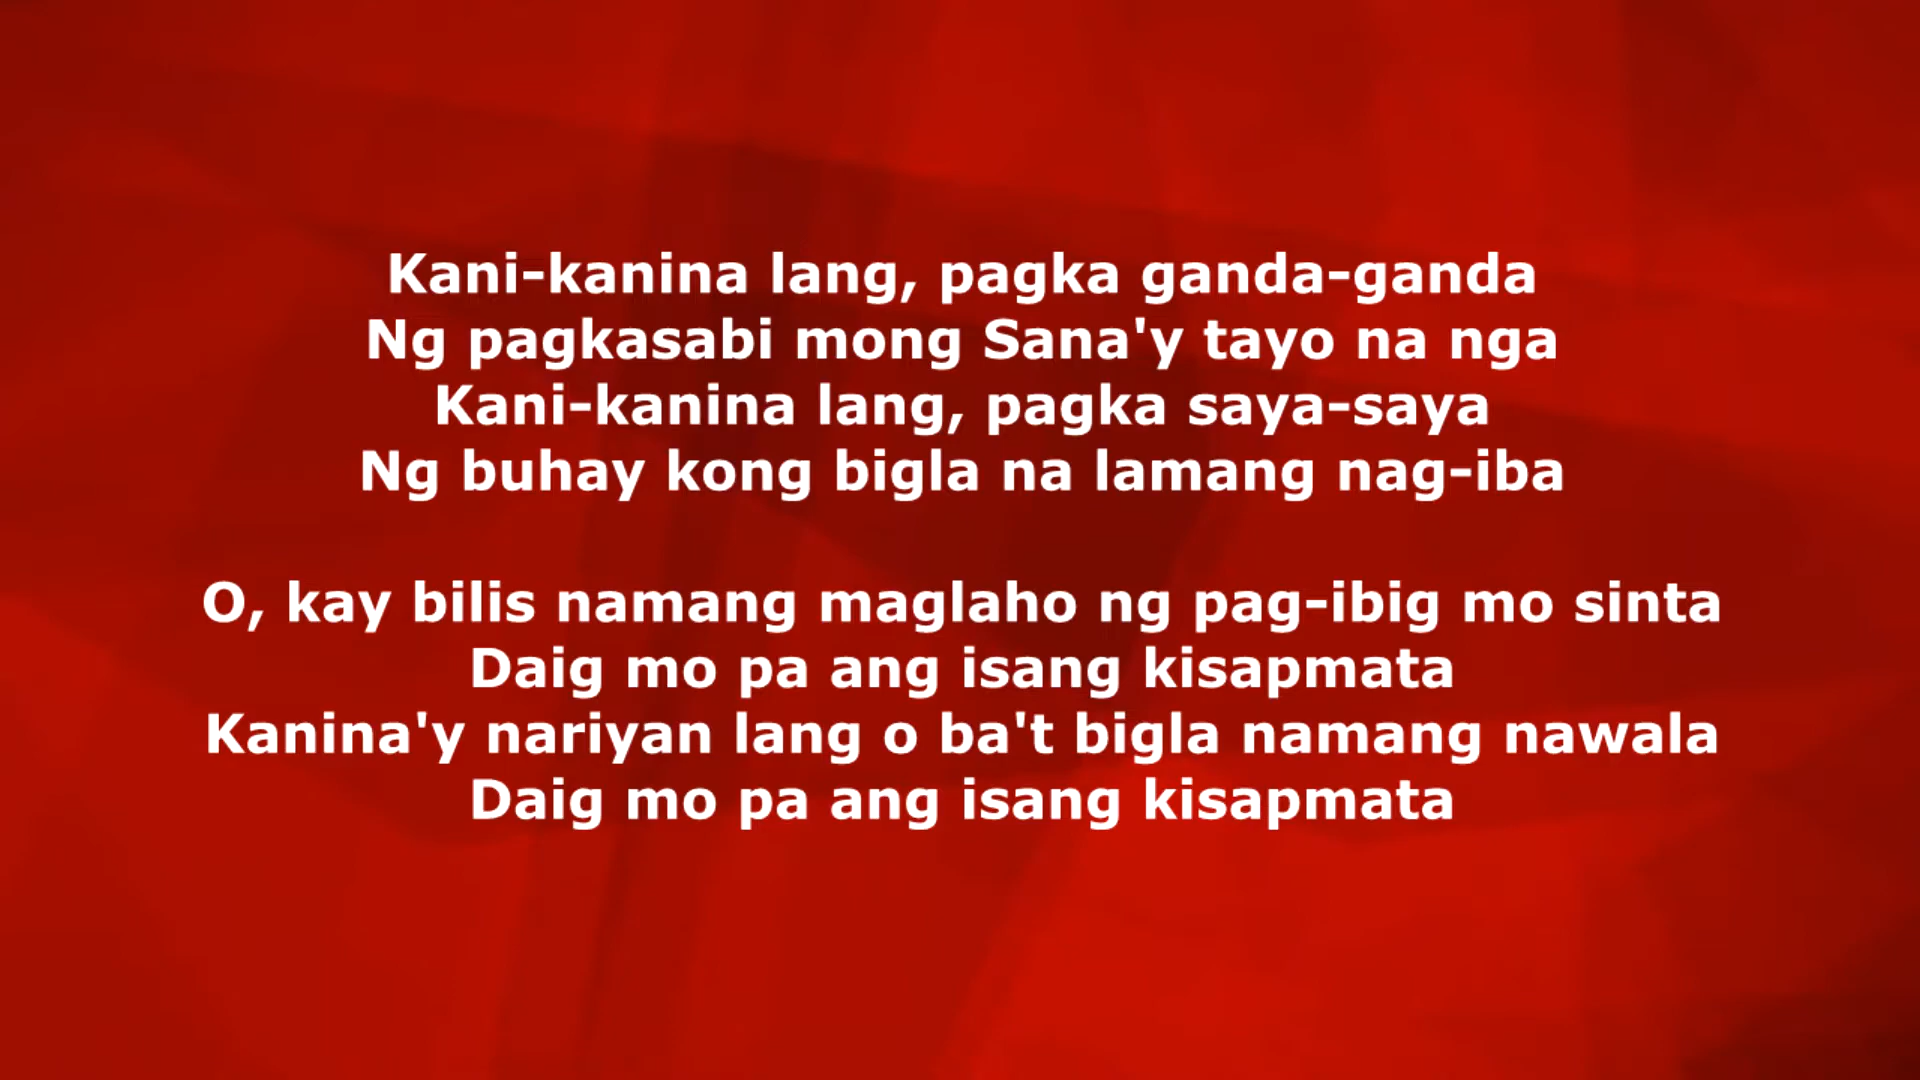 Kani-kanina lang, pagka ganda-ganda
Ng pagkasabi mong Sana'y tayo na nga
Kani-kanina lang, pagka saya-saya
Ng buhay kong bigla na lamang nag-iba
O, kay bilis namang maglaho ng pag-ibig mo sinta
Daig mo pa ang isang kisapmata
Kanina'y nariyan lang o ba't bigla namang nawala
Daig mo pa ang isang kisapmata